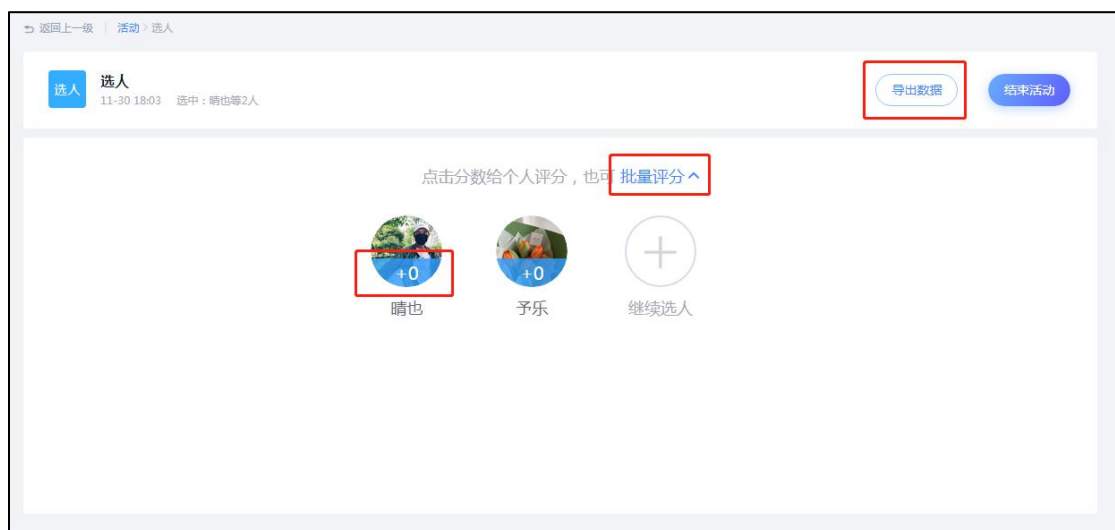 返回上一级 | 活动 > 选人
选人
选人
11-30 18:03 选中：晴也等2人
导出数据
结束活动
点击分数给个人评分，也可 批量评分
+0
+0
晴也
予乐
继续选人